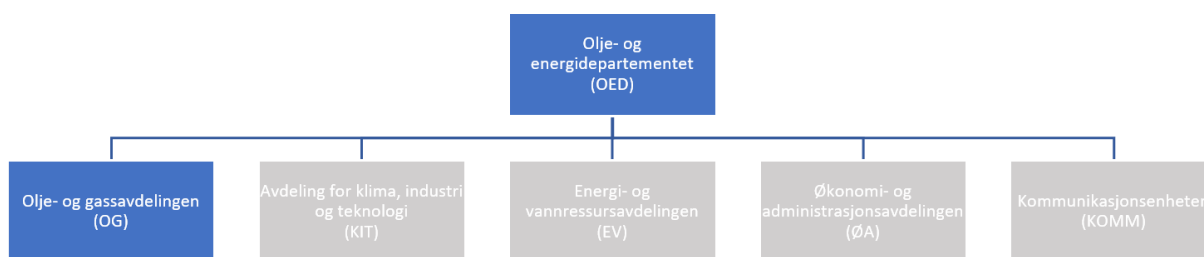 Olje- og
energidepartementet
(OED)
Olje- og gassavdelingen
(OG)
Avdeling for klima, industri
og teknologi
(KIT)
Energi- og
vannressursavdelingen
(EV)
Økonomi- og
administrasjonsavdelingen
(ØA)
Kommunikasjonsenheten
(KOMM)